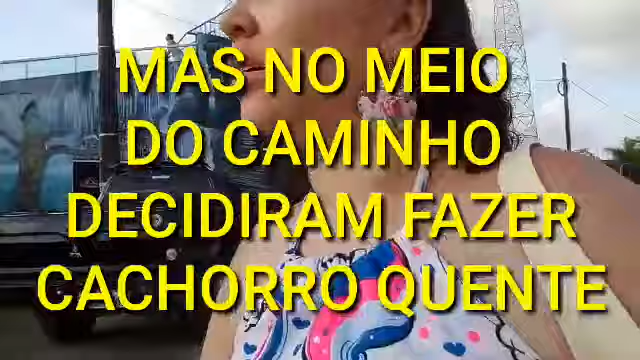 MAS NO MEIO
DO CAMINHO
DECIDIRAM FAZER
CACHORRO QUENTE